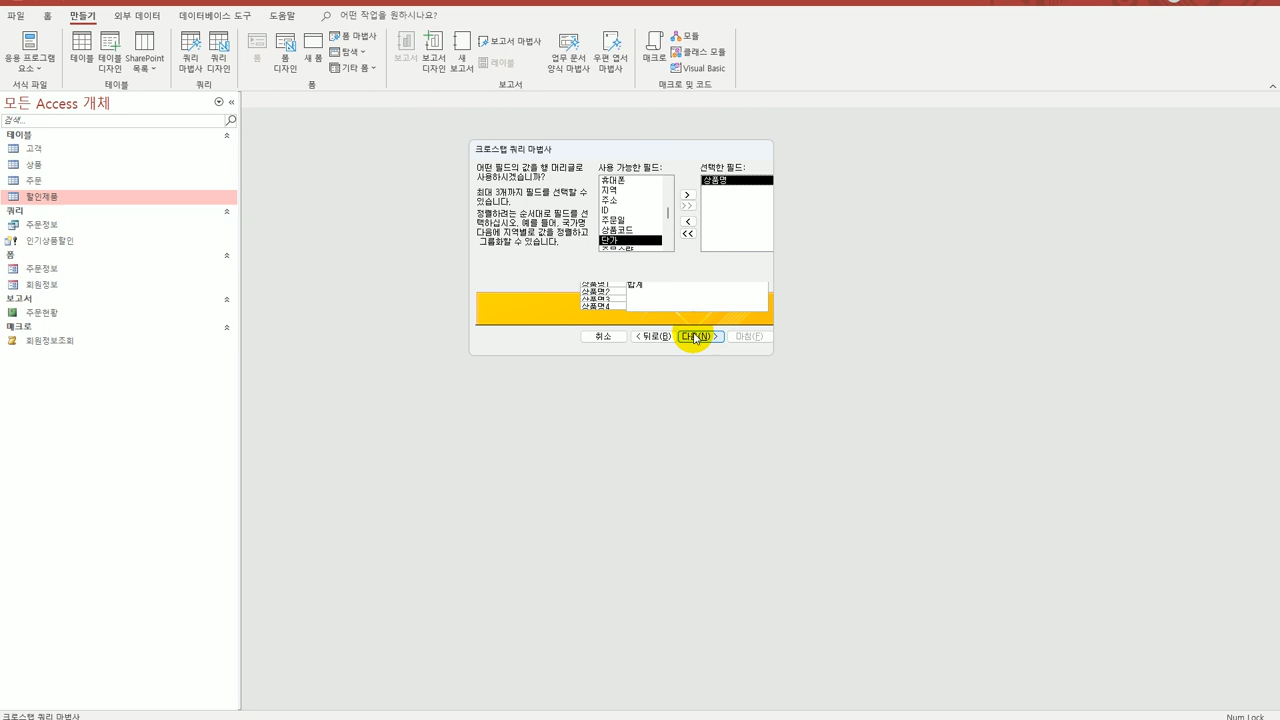 파일 홈 만들기 외부 데이터 데이터베이스 도구 도움말 어떤 작업을 원하시나요?
응용 프로그램
요소
테이블
테이블
디자인
SharePoint
목록
쿼리
마법사
쿼리
디자인
폼
폼
디자인
새 폼
폼 마법사
탐색
기타 폼
보고서
보고서
디자인
새
보고서
보고서 마법사
레이블
업무 문서
양식 마법사
우편 엽서
마법사
매크로
모듈
클래스 모듈
Visual Basic
서식 파일 테이블 쿼리 폼 보고서 매크로 및 코드
모든 Access 개체
검색...
테이블
고객
상품
주문
할인제품
쿼리
주문정보
인기상품할인
폼
주문정보
회원정보
보고서
주문현황
매크로
회원정보조회
크로스탭 쿼리 마법사
어떤 필드의 값을 행 머리글로
사용하시겠습니까?
최대 3개까지 필드를 선택할 수
있습니다.
정렬하려는 순서대로 필드를 선
택하십시오. 예를 들어, 국가명
다음에 지역별로 값을 정렬하고
그룹화할 수 있습니다.
사용 가능한 필드:
휴대폰
지역
주소
ID
주문일
상품코드
단가
주문수량
>
>>
<
<<
선택한 필드:
상품명
상품명1 합계
상품명2
상품명3
상품명4
취소 < 뒤로(B) 다음(N) > 마침(F)
크로스탭 쿼리 마법사 Num Lock